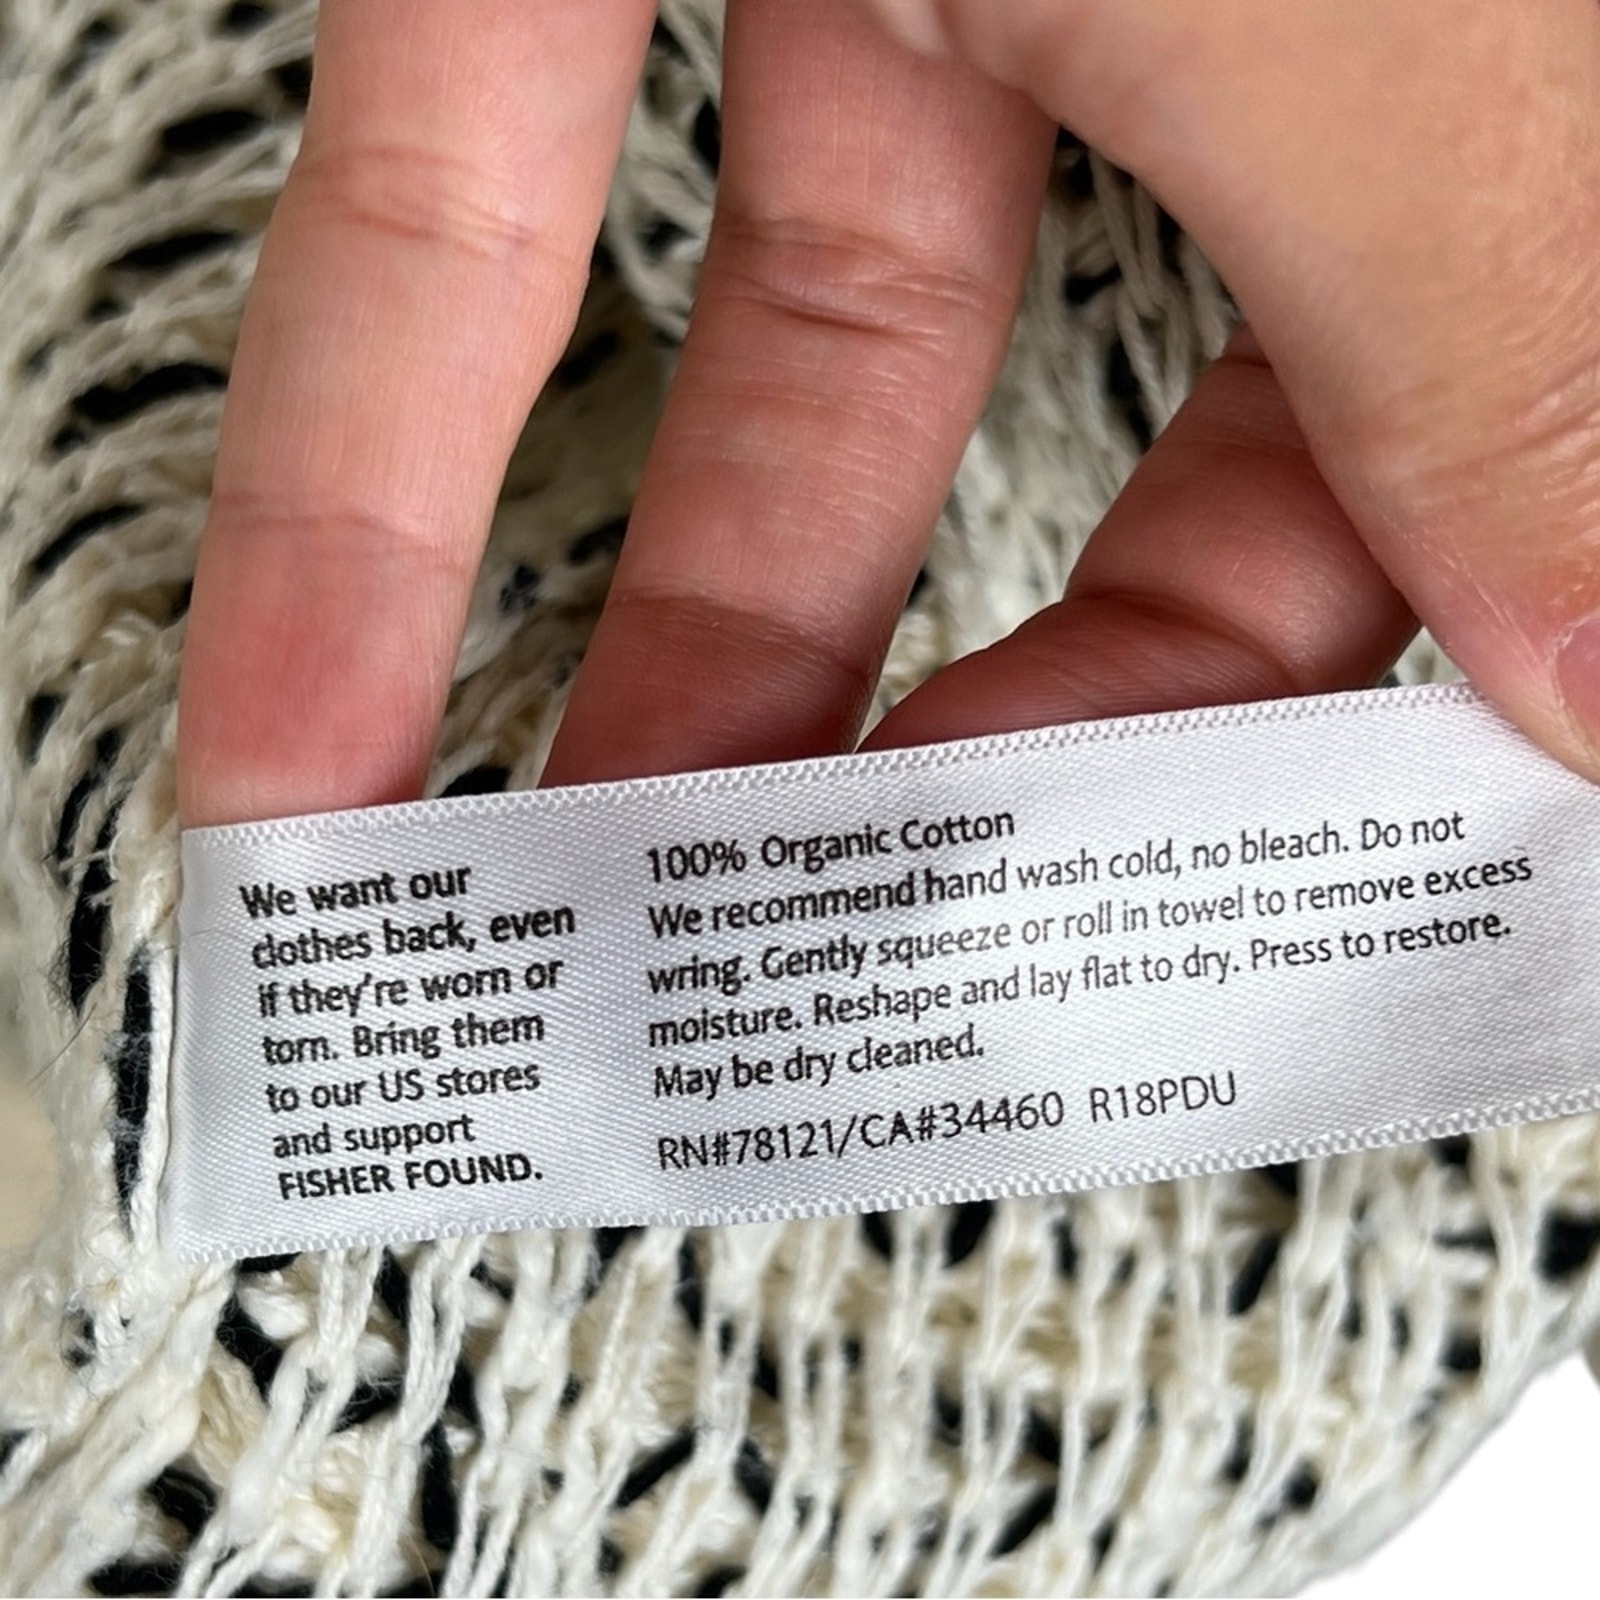 We want our
clothes back, even
if they're worn or
torn. Bring them
to our US stores
and support
FISHER FOUND.
100% Organic Cotton
We recommend hand wash cold, no bleach. Do not
wring. Gently squeeze or roll in towel to remove excess
moisture. Reshape and lay flat to dry. Press to restore.
May be dry cleaned.
RN#78121/CA#34460 R18PDU